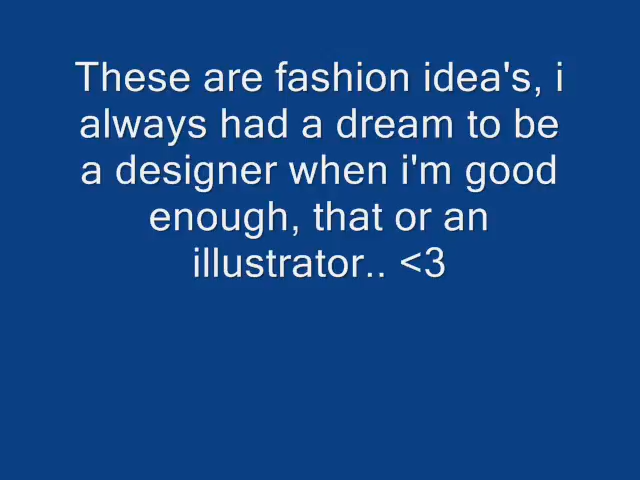 These are fashion idea's, i
always had a dream to be
a designer when i'm good
enough, that or an
illustrator.. <3